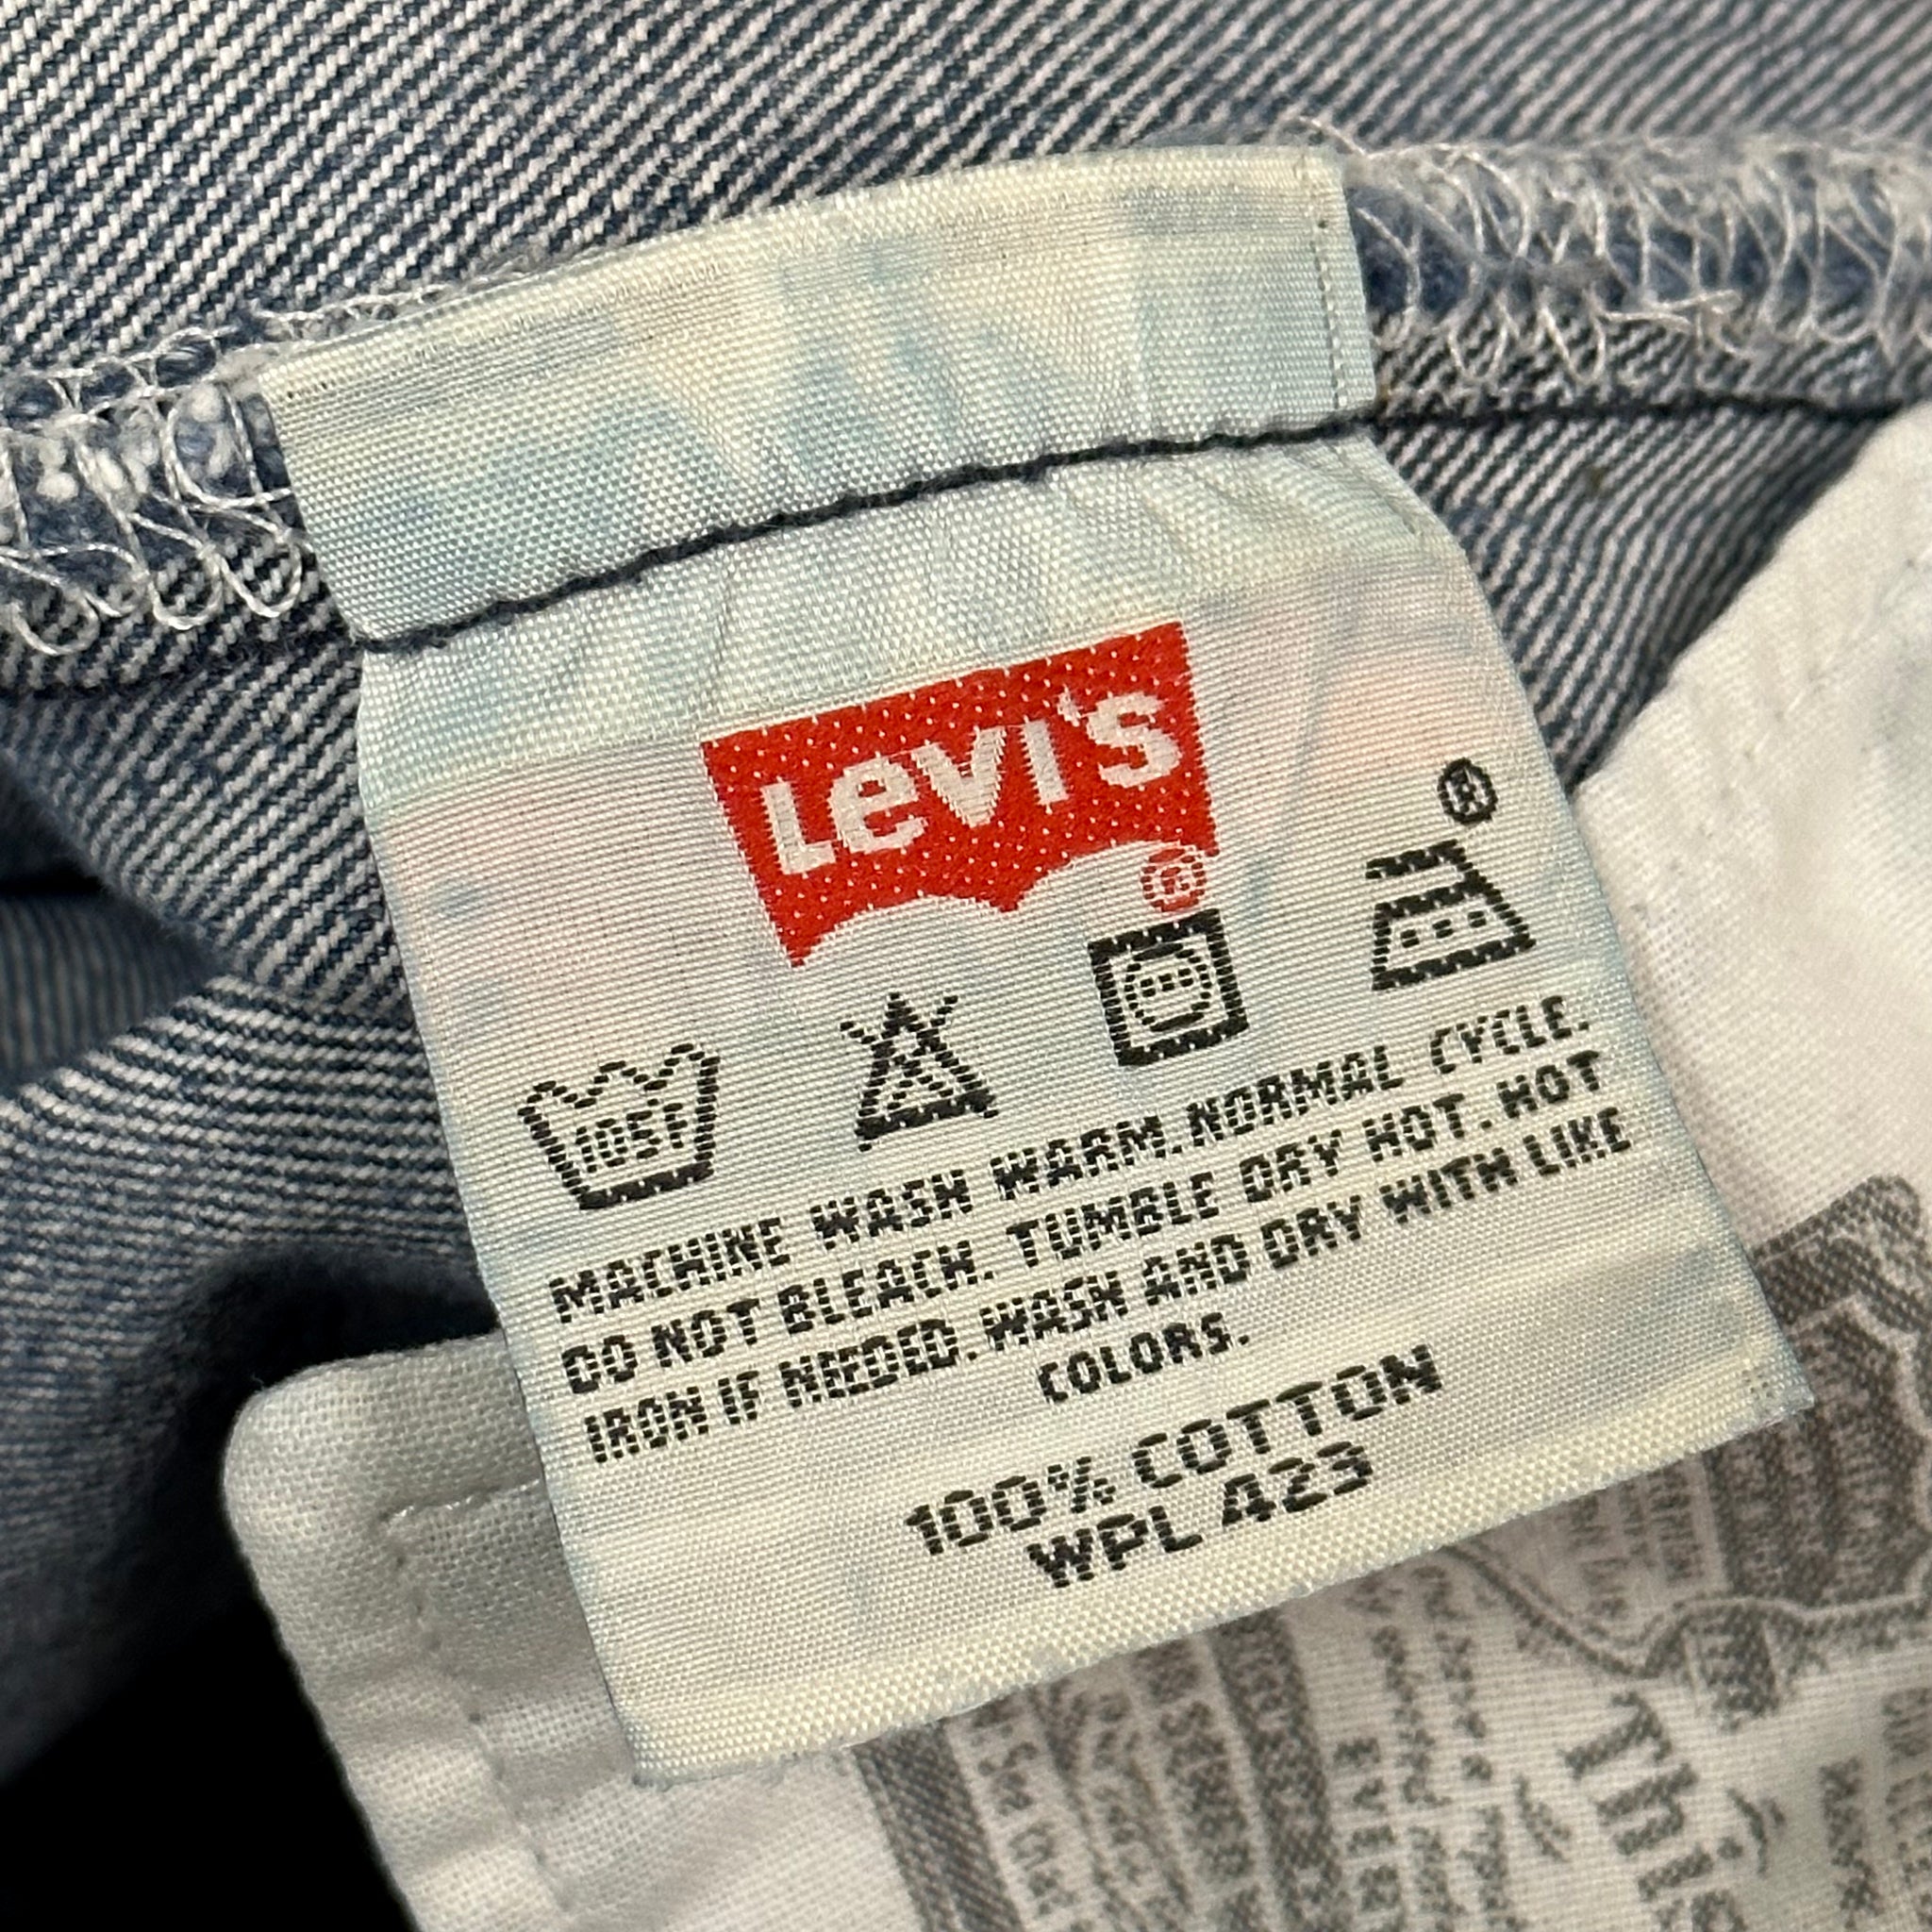 Levi's
®
®
105F
MACHINE WASH WARM. NORMAL CYCLE.
DO NOT BLEACH. TUMBLE DRY HOT. HOT
IRON IF NEEDED. WASH AND DRY WITH LIKE
COLORS.
100% COTTON
WPL 423
This